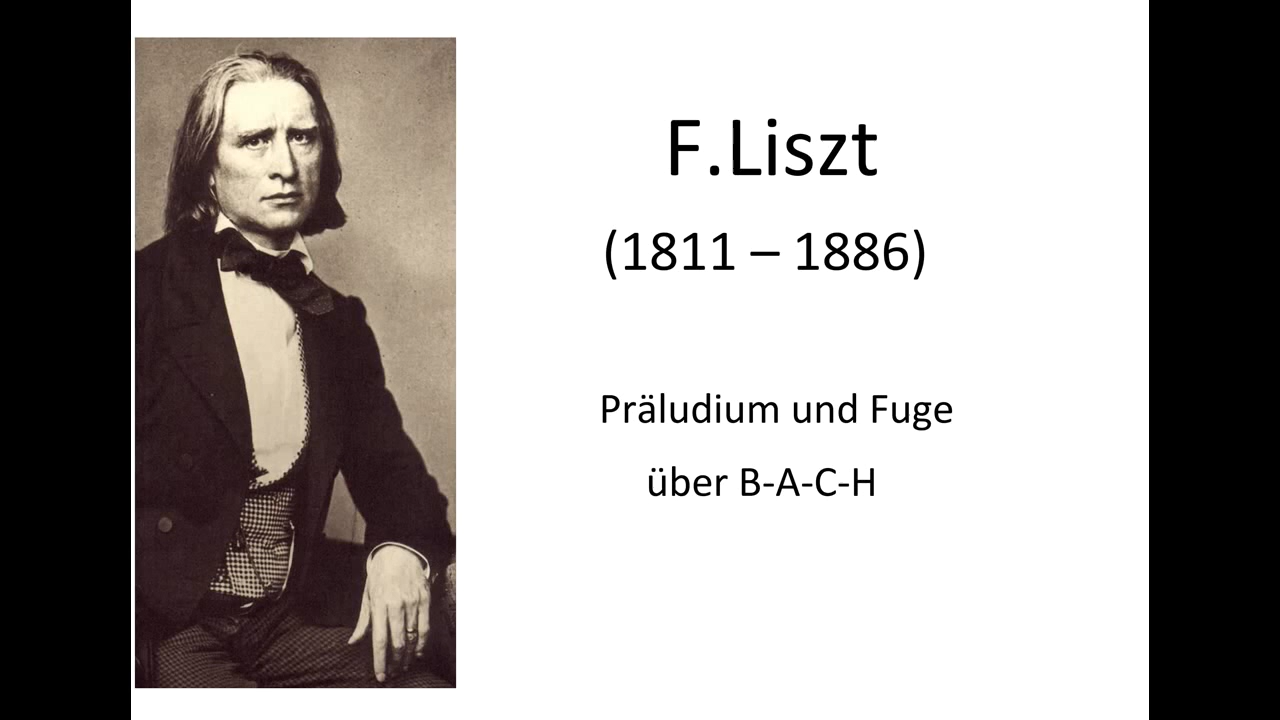 F.Liszt
(1811 – 1886)
Präludium und Fuge
über B-A-C-H